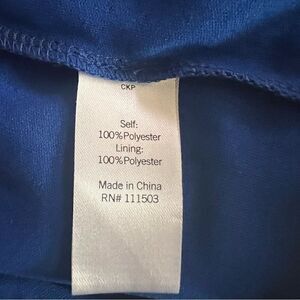 CKP
Self:
100%Polyester
Lining:
100%Polyester
Made in China
RN# 111503